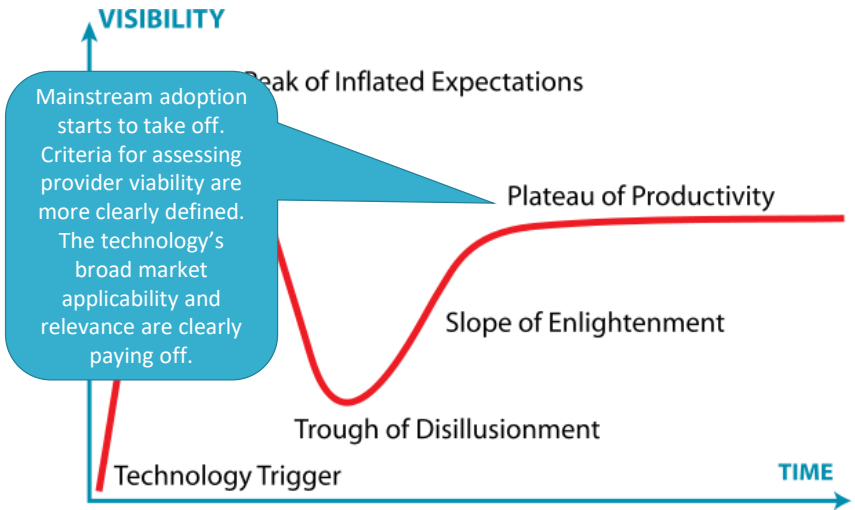 VISIBILITY
Peak of Inflated Expectations
Mainstream adoption
starts to take off.
Criteria for assessing
provider viability are
more clearly defined.
The technology’s
broad market
applicability and
relevance are clearly
paying off.
Plateau of Productivity
Slope of Enlightenment
Trough of Disillusionment
Technology Trigger
TIME